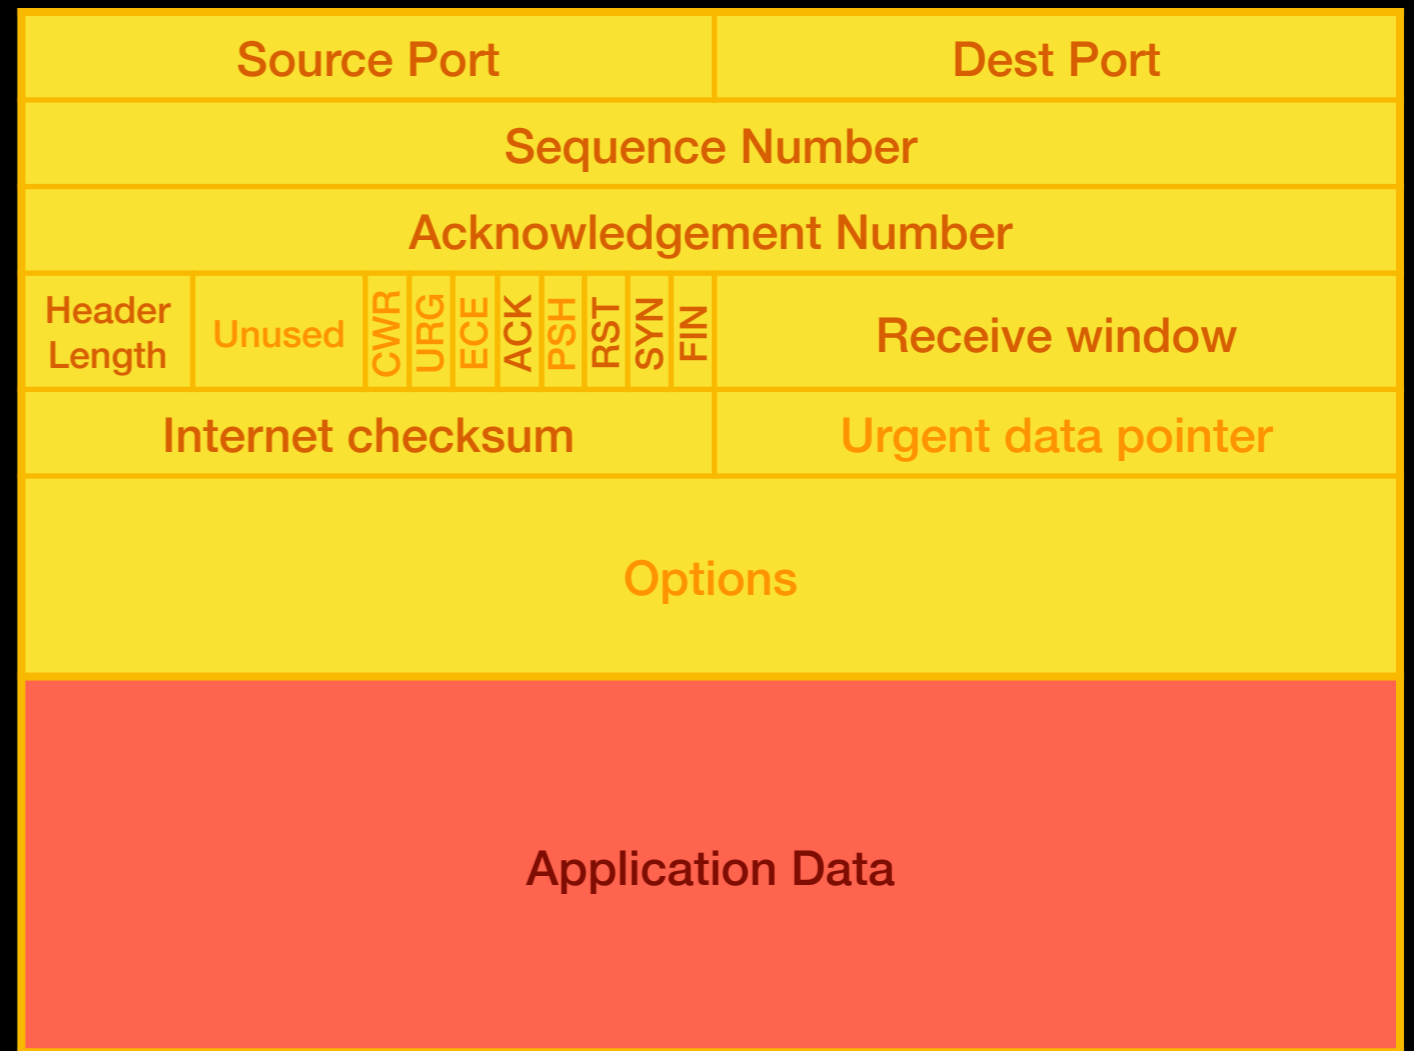 Source Port
Dest Port
Sequence Number
Acknowledgement Number
Header
Length
Unused
CWR
URG
ECE
ACK
PSH
RST
SYN
FIN
Receive window
Internet checksum
Urgent data pointer
Options
Application Data